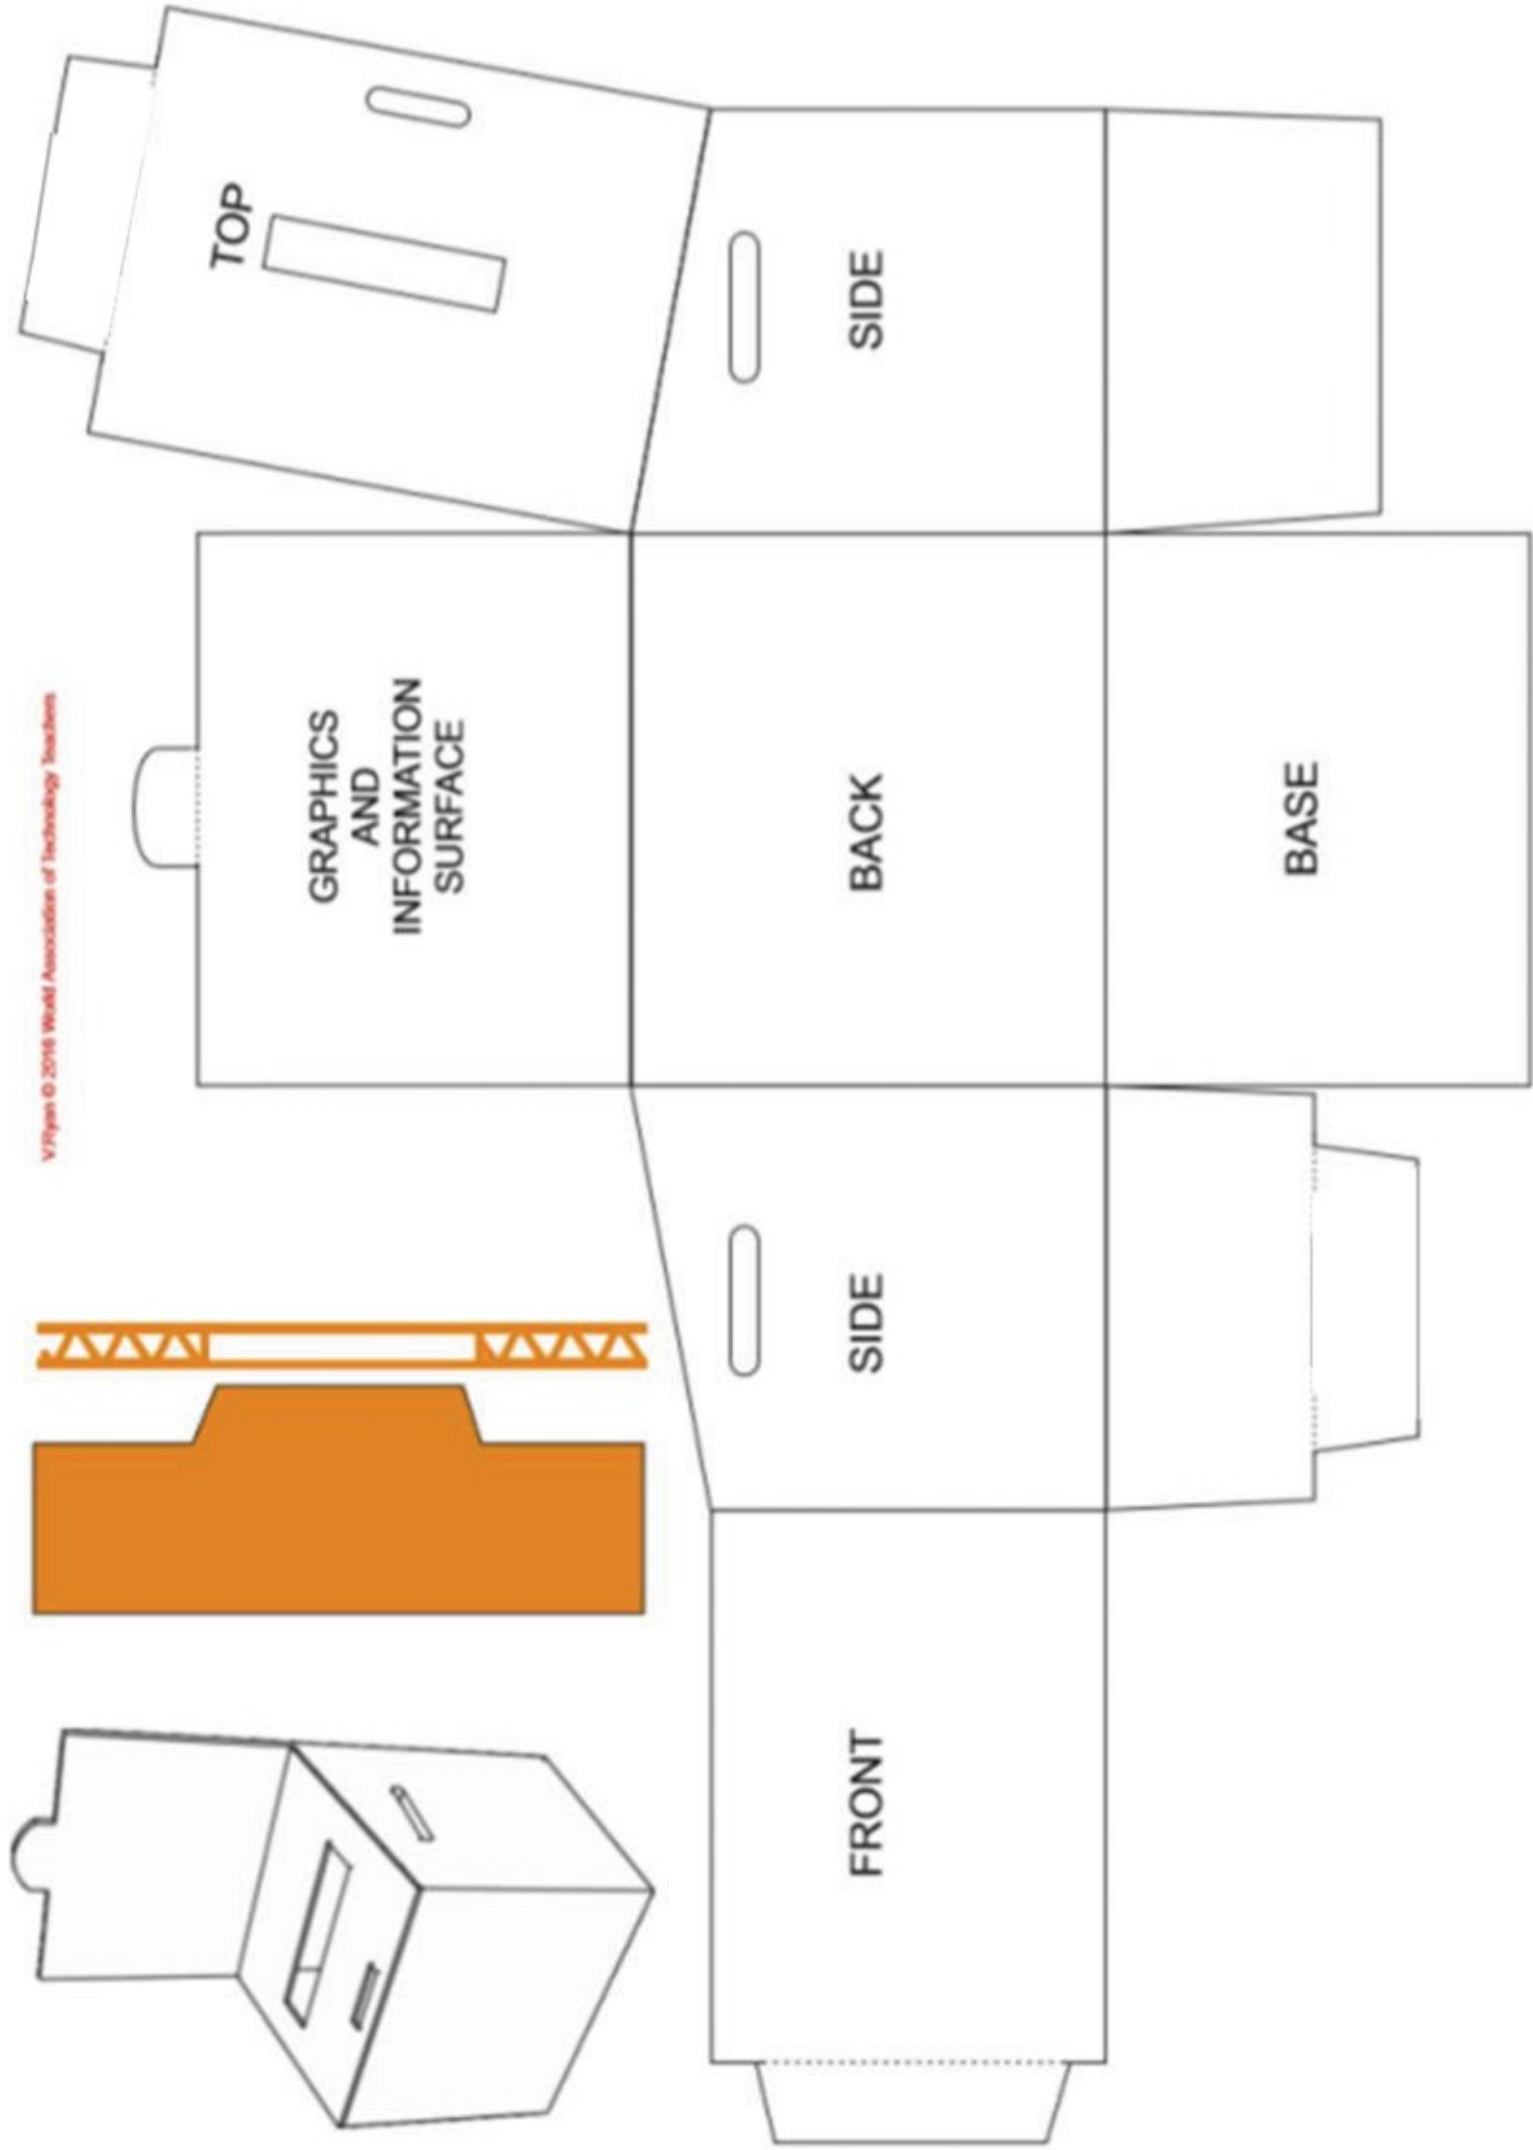 V.Ryan © 2016 World Association of Technology Teachers
TOP
GRAPHICS
AND
INFORMATION
SURFACE
SIDE
BACK
SIDE
FRONT
BASE